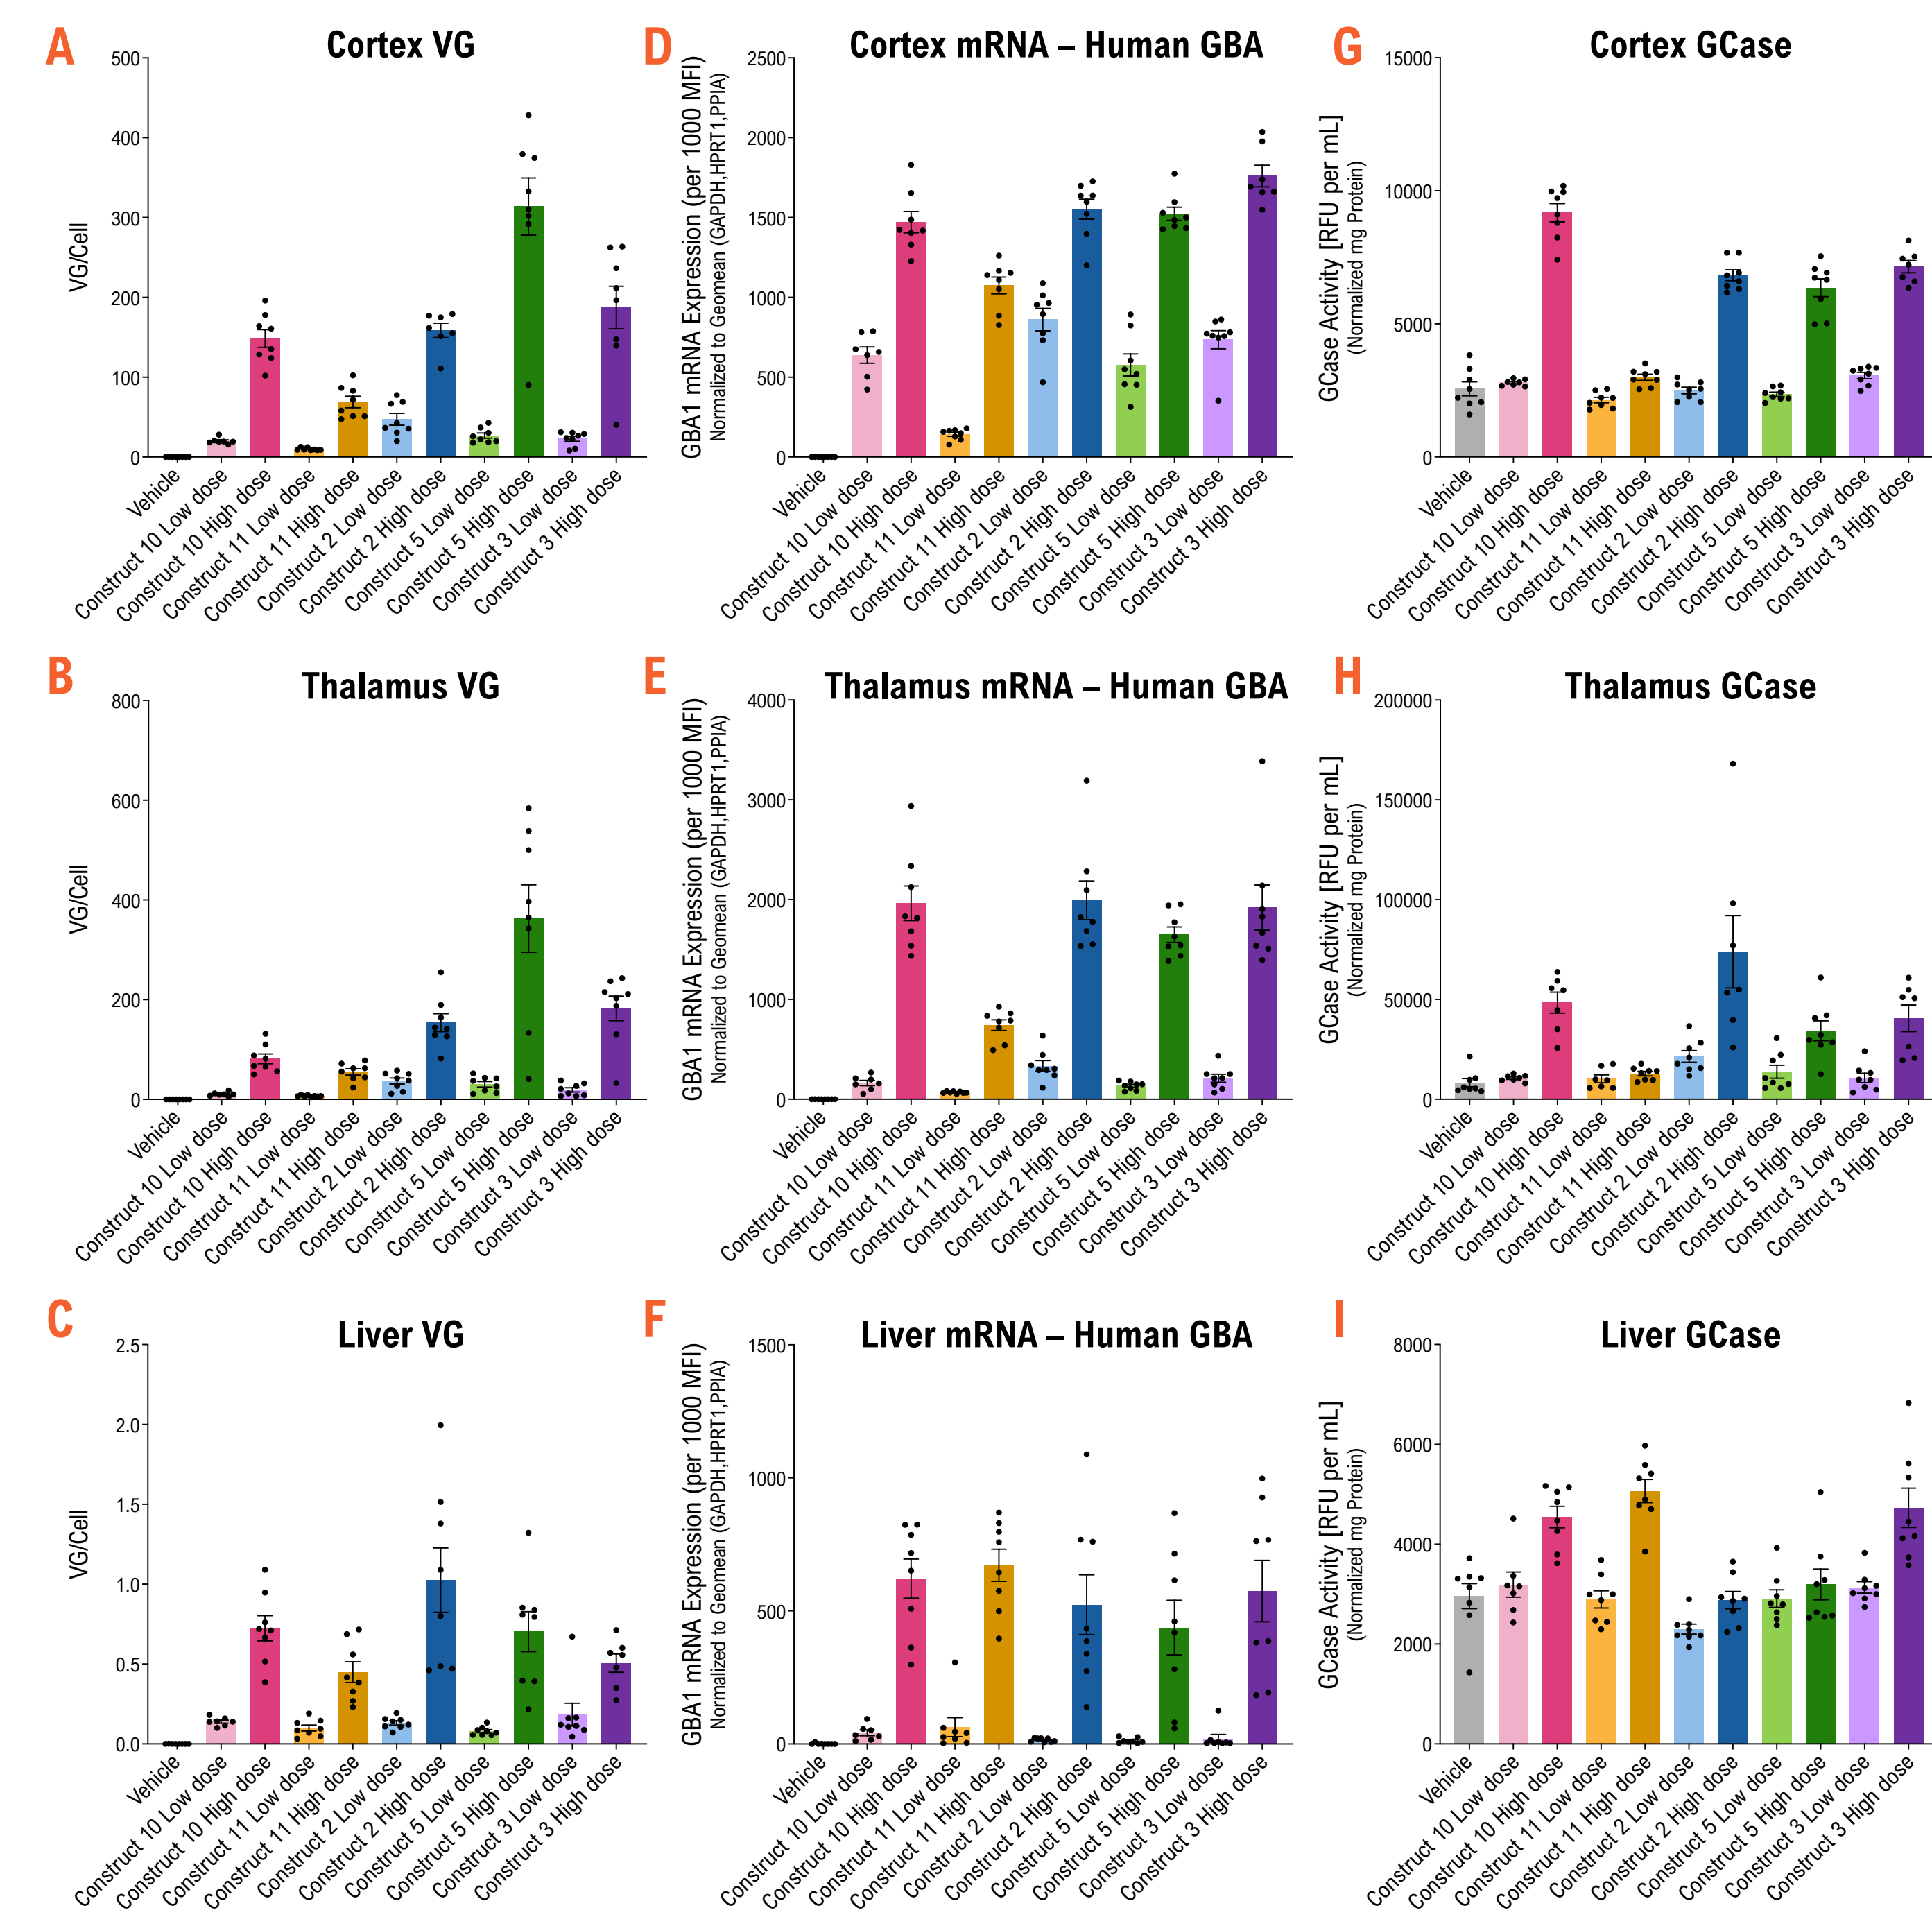 A
Cortex VG
VG/Cell
500
400
300
200
100
0
Vehicle
Construct 10 Low dose
Construct 10 High dose
Construct 11 Low dose
Construct 11 High dose
Construct 2 Low dose
Construct 2 High dose
Construct 5 Low dose
Construct 5 High dose
Construct 3 Low dose
Construct 3 High dose
D
Cortex mRNA – Human GBA
GBA1 mRNA Expression (per 1000 MFI)
Normalized to Geomean (GAPDH,HPRT1,PPIA)
2500
2000
1500
1000
500
0
Vehicle
Construct 10 Low dose
Construct 10 High dose
Construct 11 Low dose
Construct 11 High dose
Construct 2 Low dose
Construct 2 High dose
Construct 5 Low dose
Construct 5 High dose
Construct 3 Low dose
Construct 3 High dose
G
Cortex GCase
GCase Activity [RFU per mL]
(Normalized mg Protein)
15000
10000
5000
0
Vehicle
Construct 10 Low dose
Construct 10 High dose
Construct 11 Low dose
Construct 11 High dose
Construct 2 Low dose
Construct 2 High dose
Construct 5 Low dose
Construct 5 High dose
Construct 3 Low dose
Construct 3 High dose
B
Thalamus VG
VG/Cell
800
600
400
200
0
Vehicle
Construct 10 Low dose
Construct 10 High dose
Construct 11 Low dose
Construct 11 High dose
Construct 2 Low dose
Construct 2 High dose
Construct 5 Low dose
Construct 5 High dose
Construct 3 Low dose
Construct 3 High dose
E
Thalamus mRNA – Human GBA
GBA1 mRNA Expression (per 1000 MFI)
Normalized to Geomean (GAPDH,HPRT1,PPIA)
4000
3000
2000
1000
0
Vehicle
Construct 10 Low dose
Construct 10 High dose
Construct 11 Low dose
Construct 11 High dose
Construct 2 Low dose
Construct 2 High dose
Construct 5 Low dose
Construct 5 High dose
Construct 3 Low dose
Construct 3 High dose
H
Thalamus GCase
GCase Activity [RFU per mL]
(Normalized mg Protein)
200000
150000
100000
50000
0
Vehicle
Construct 10 Low dose
Construct 10 High dose
Construct 11 Low dose
Construct 11 High dose
Construct 2 Low dose
Construct 2 High dose
Construct 5 Low dose
Construct 5 High dose
Construct 3 Low dose
Construct 3 High dose
C
Liver VG
VG/Cell
2.5
2.0
1.5
1.0
0.5
0.0
Vehicle
Construct 10 Low dose
Construct 10 High dose
Construct 11 Low dose
Construct 11 High dose
Construct 2 Low dose
Construct 2 High dose
Construct 5 Low dose
Construct 5 High dose
Construct 3 Low dose
Construct 3 High dose
F
Liver mRNA – Human GBA
GBA1 mRNA Expression (per 1000 MFI)
Normalized to Geomean (GAPDH,HPRT1,PPIA)
1500
1000
500
0
Vehicle
Construct 10 Low dose
Construct 10 High dose
Construct 11 Low dose
Construct 11 High dose
Construct 2 Low dose
Construct 2 High dose
Construct 5 Low dose
Construct 5 High dose
Construct 3 Low dose
Construct 3 High dose
I
Liver GCase
GCase Activity [RFU per mL]
(Normalized mg Protein)
8000
6000
4000
2000
0
Vehicle
Construct 10 Low dose
Construct 10 High dose
Construct 11 Low dose
Construct 11 High dose
Construct 2 Low dose
Construct 2 High dose
Construct 5 Low dose
Construct 5 High dose
Construct 3 Low dose
Construct 3 High dose